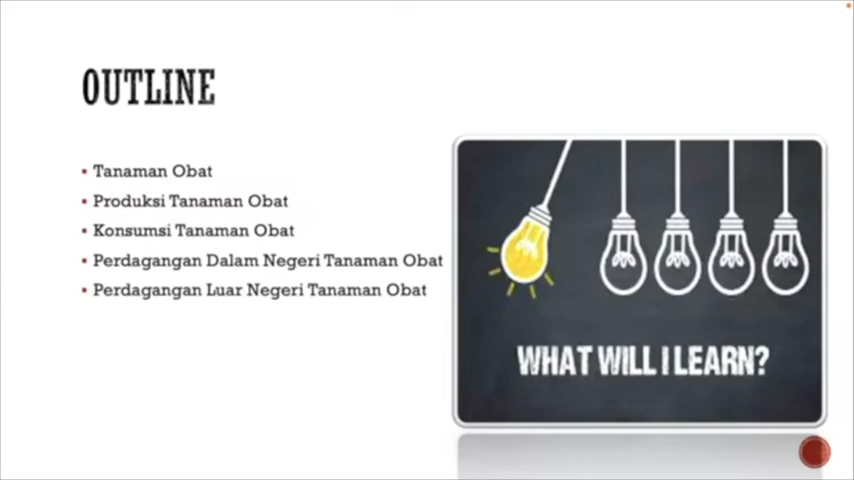 OUTLINE
Tanaman Obat
Produksi Tanaman Obat
Konsumsi Tanaman Obat
Perdagangan Dalam Negeri Tanaman Obat
Perdagangan Luar Negeri Tanaman Obat
WHAT WILL I LEARN?